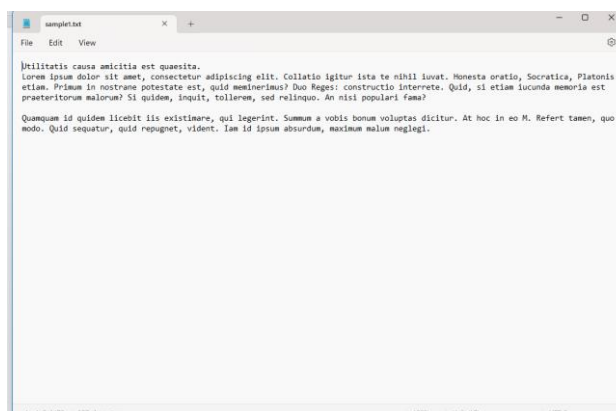 sample1.txt
File Edit View
Utilitatis causa amicitia est quaesita.
Lorem ipsum dolor sit amet, consectetur adipiscing elit. Collatio igitur ista te nihil iuvat. Honesta oratio, Socratica, Platonis
etiam. Primum in nostrane potestate est, quid meminerimus? Duo Reges: constructio interrete. Quid, si etiam iucunda memoria est
praeteritorum malorum? Si quidem, inquit, tollerem, sed relinquo. An nisi populari fama?
Quamquam id quidem licebit iis existimare, qui legerint. Summum a vobis bonum voluptas dicitur. At hoc in eo M. Refert tamen, quo
modo. Quid sequatur, quid repugnet, vident. Iam id ipsum absurdum, maximum malum neglegi.